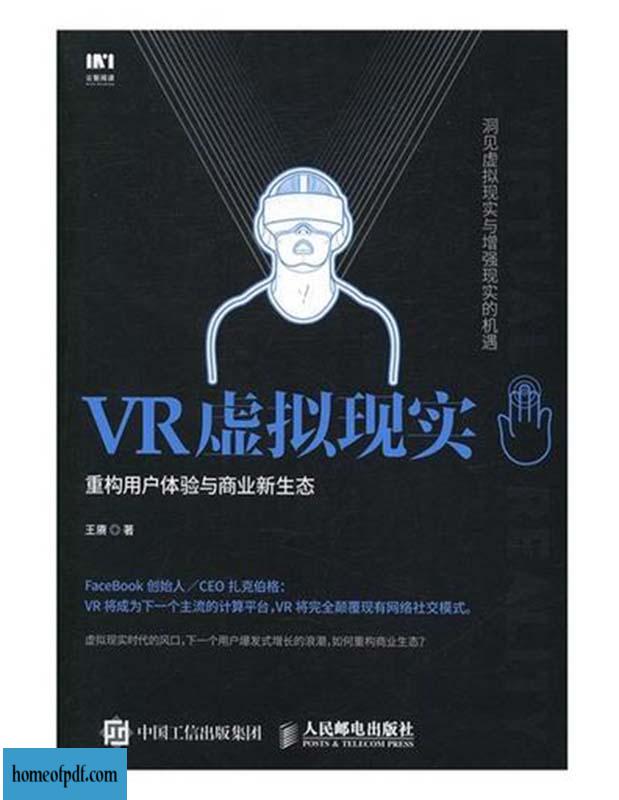 云智阅读
洞见虚拟现实与增强现实的机遇
VIRTUAL REALITY
VR虚拟现实
重构用户体验与商业新生态
王赓◎著
FaceBook 创始人／CEO 扎克伯格：
VR 将成为下一个主流的计算平台，VR 将完全颠覆现有网络社交模式。
虚拟现实时代的风口，下一个用户爆发式增长的浪潮，如何重构商业生态？
中国工信出版集团
人民邮电出版社
POSTS & TELECOM PRESS
homeofpdf.com